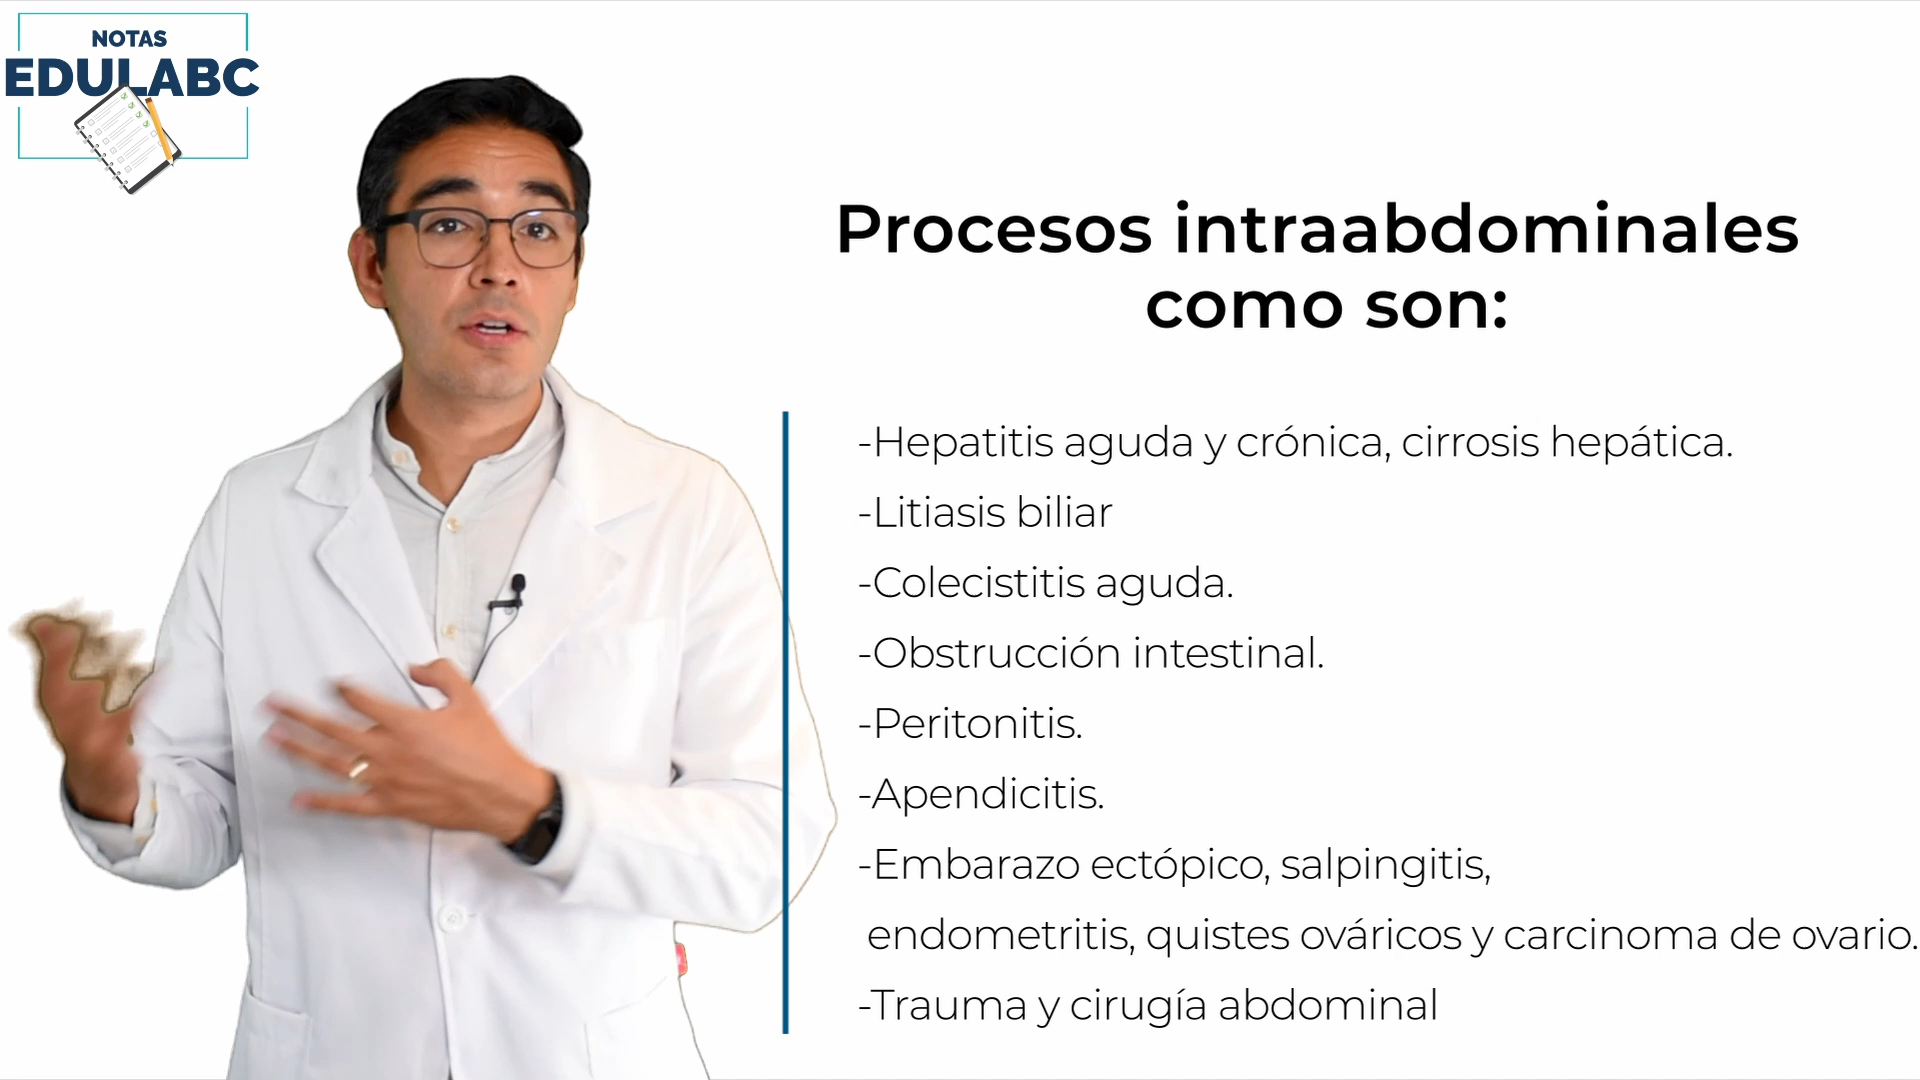 NOTAS
EDULABC
Procesos intraabdominales
como son:
-Hepatitis aguda y crónica, cirrosis hepática.
-Litiasis biliar
-Colecistitis aguda.
-Obstrucción intestinal.
-Peritonitis.
-Apendicitis.
-Embarazo ectópico, salpingitis,
endometritis, quistes ováricos y carcinoma de ovario.
-Trauma y cirugía abdominal